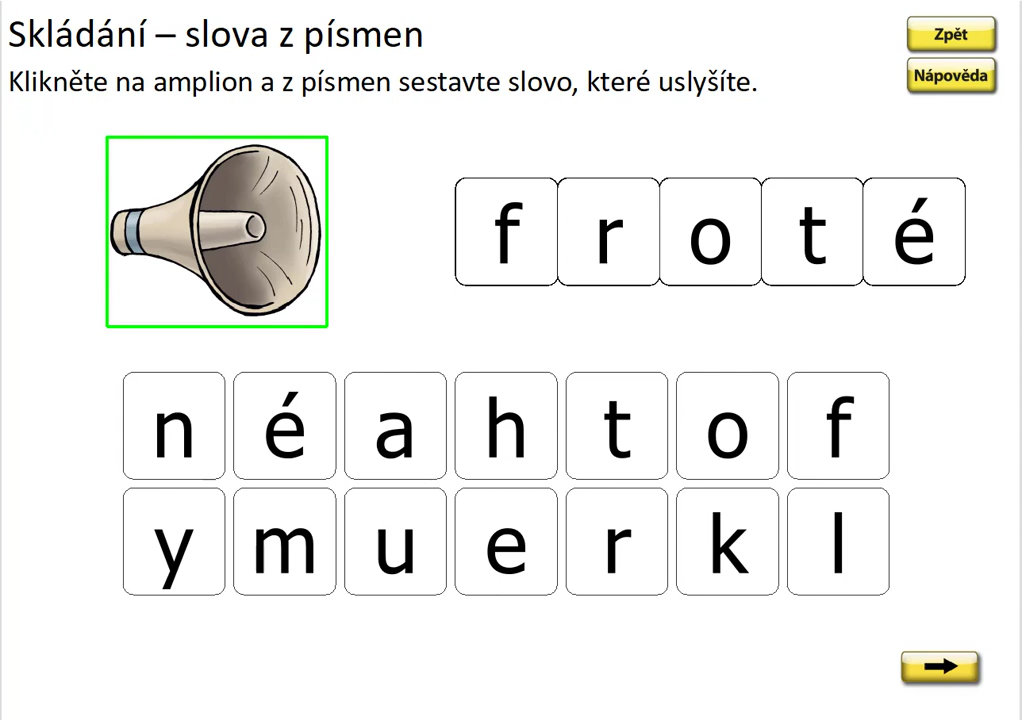 Skládání – slova z písmen
Zpět
Klikněte na amplion a z písmen sestavte slovo, které uslyšíte.
Nápověda
f r o t é
n é a h t o f
y m u e r k l